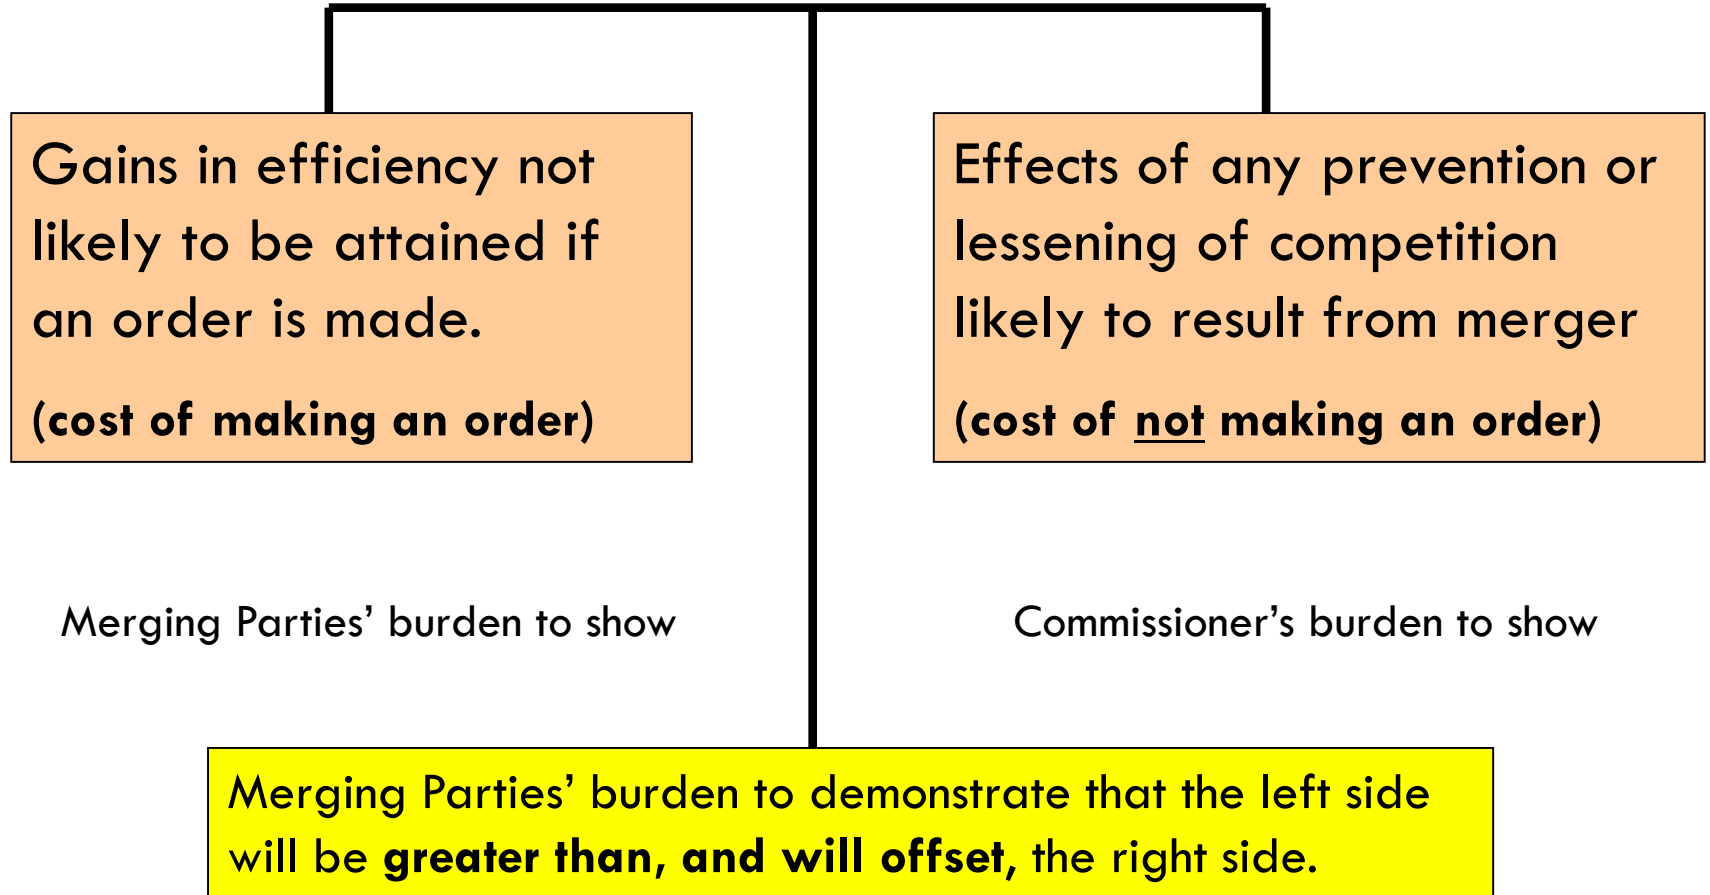 Gains in efficiency not
likely to be attained if
an order is made.
(cost of making an order)
Effects of any prevention or
lessening of competition
likely to result from merger
(cost of not making an order)
Merging Parties’ burden to show
Commissioner’s burden to show
Merging Parties’ burden to demonstrate that the left side
will be greater than, and will offset, the right side.